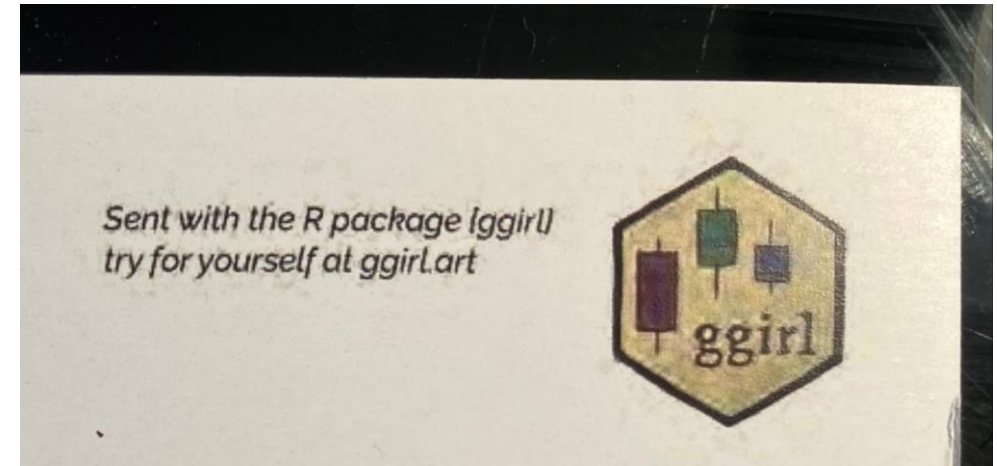 Sent with the R package {ggirl}
try for yourself at ggirl.art
ggirl